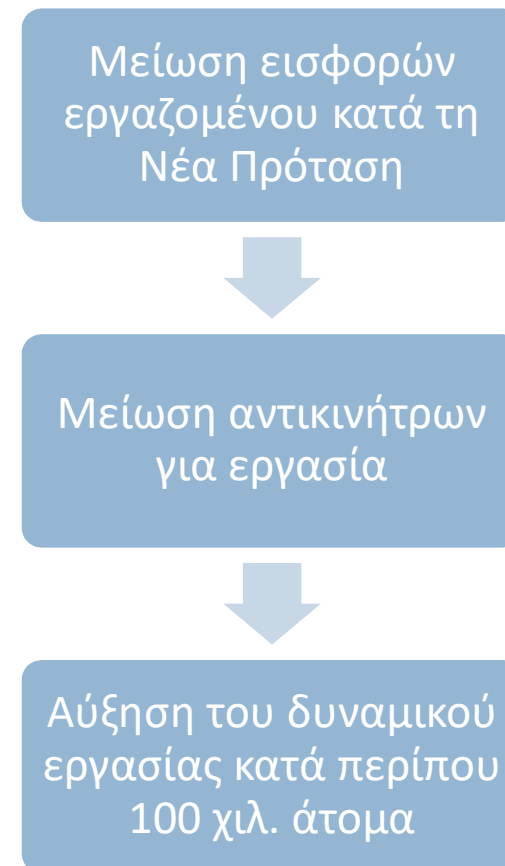 Μείωση εισφορών
εργαζομένου κατά τη
Νέα Πρόταση
Μείωση αντικινήτρων
για εργασία
Αύξηση του δυναμικού
εργασίας κατά περίπου
100 χιλ. άτομα